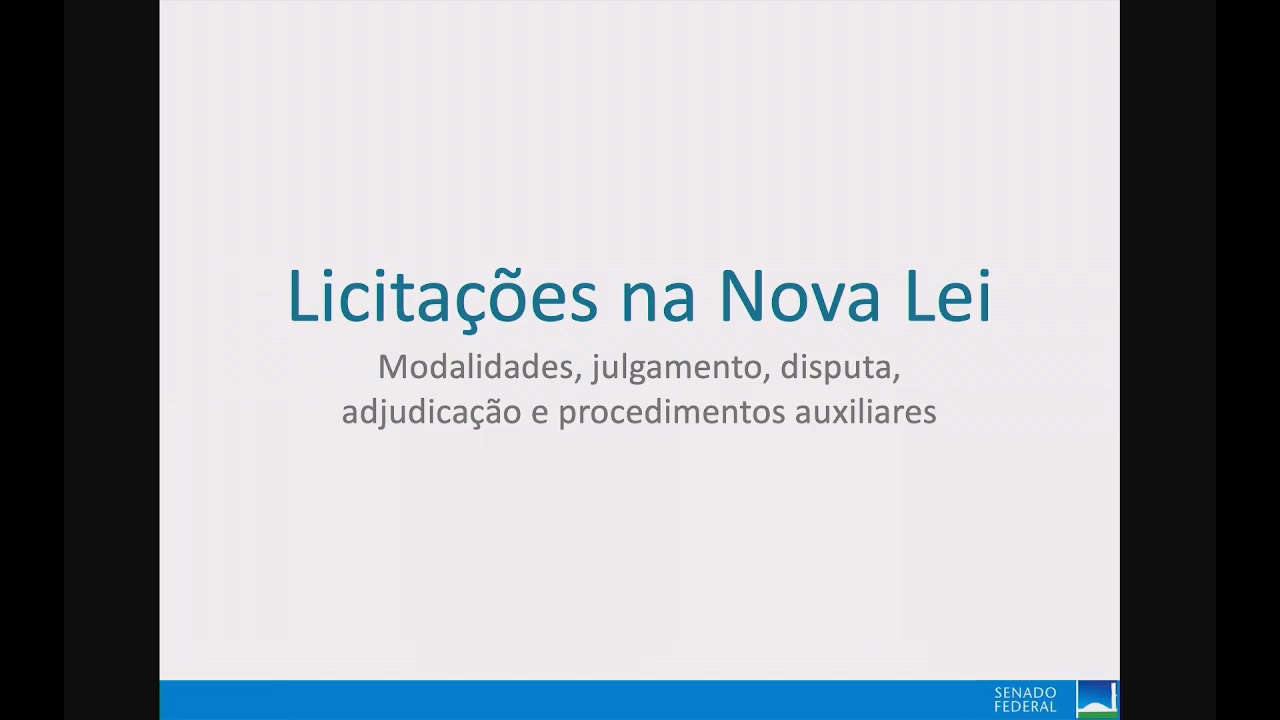 Licitações na Nova Lei
Modalidades, julgamento, disputa,
adjudicação e procedimentos auxiliares
SENADO
FEDERAL